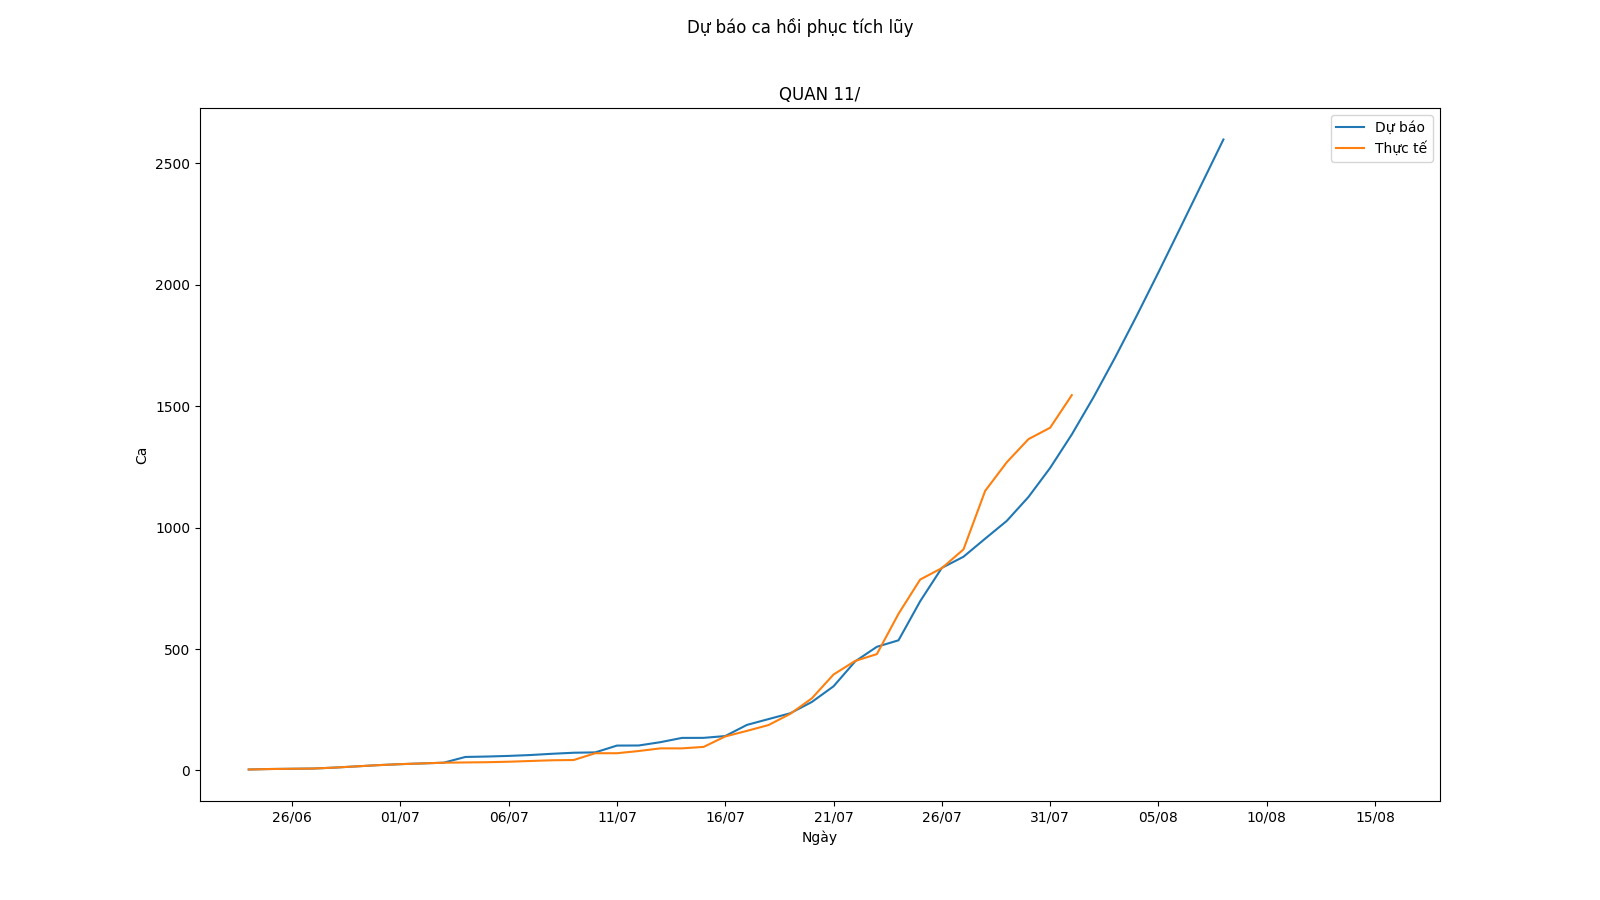 Dự báo ca hồi phục tích lũy
QUAN 11/
Dự báo
Thực tế
2500
2000
1500
1000
500
0
Ca
26/06 01/07 06/07 11/07 16/07 21/07 26/07 31/07 05/08 10/08 15/08
Ngày